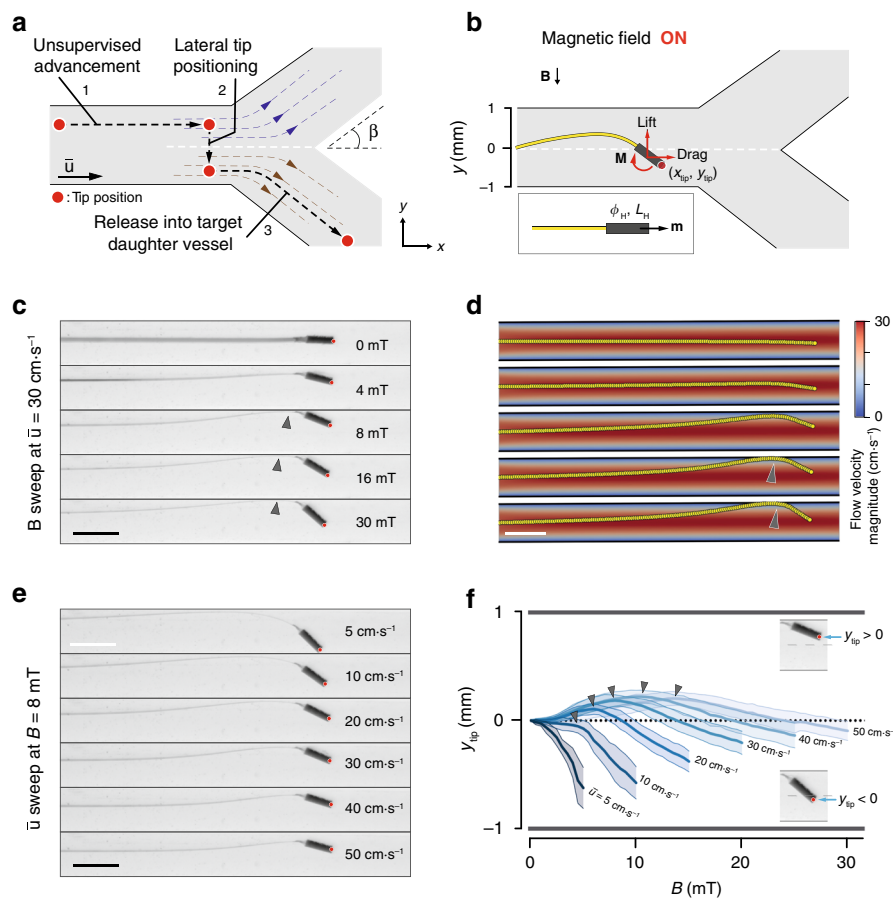 a
Unsupervised
advancement
Lateral tip
positioning
1
2
β
ū
: Tip position
Release into target
daughter vessel
3
y
x
b
Magnetic field ON
B
y (mm)
1
0
−1
Lift
Drag
M
(xtip, ytip)
ϕH, LH
m
c
B sweep at ū = 30 cm·s−1
0 mT
4 mT
8 mT
16 mT
30 mT
d
30
0
Flow velocity
magnitude (cm·s−1)
e
ū sweep at B = 8 mT
5 cm·s−1
10 cm·s−1
20 cm·s−1
30 cm·s−1
40 cm·s−1
50 cm·s−1
f
ytip (mm)
1
0
−1
ytip > 0
ytip < 0
ū = 5 cm·s−1
10 cm·s−1
20 cm·s−1
30 cm·s−1
40 cm·s−1
50 cm·s−
0
10
20
30
B (mT)